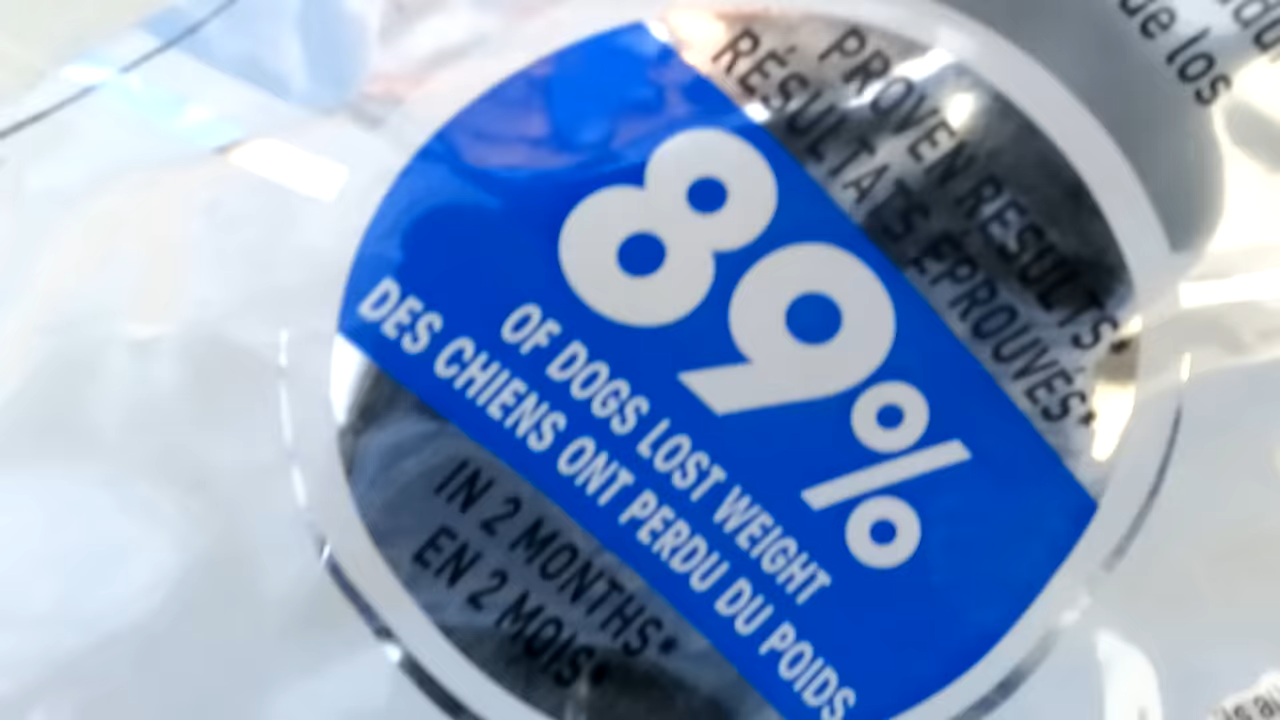 PROVEN RESULTS*
RÉSULTATS ÉPROUVÉS*
89%
OF DOGS LOST WEIGHT
DES CHIENS ONT PERDU DU POIDS
IN 2 MONTHS*
EN 2 MOIS*
de los